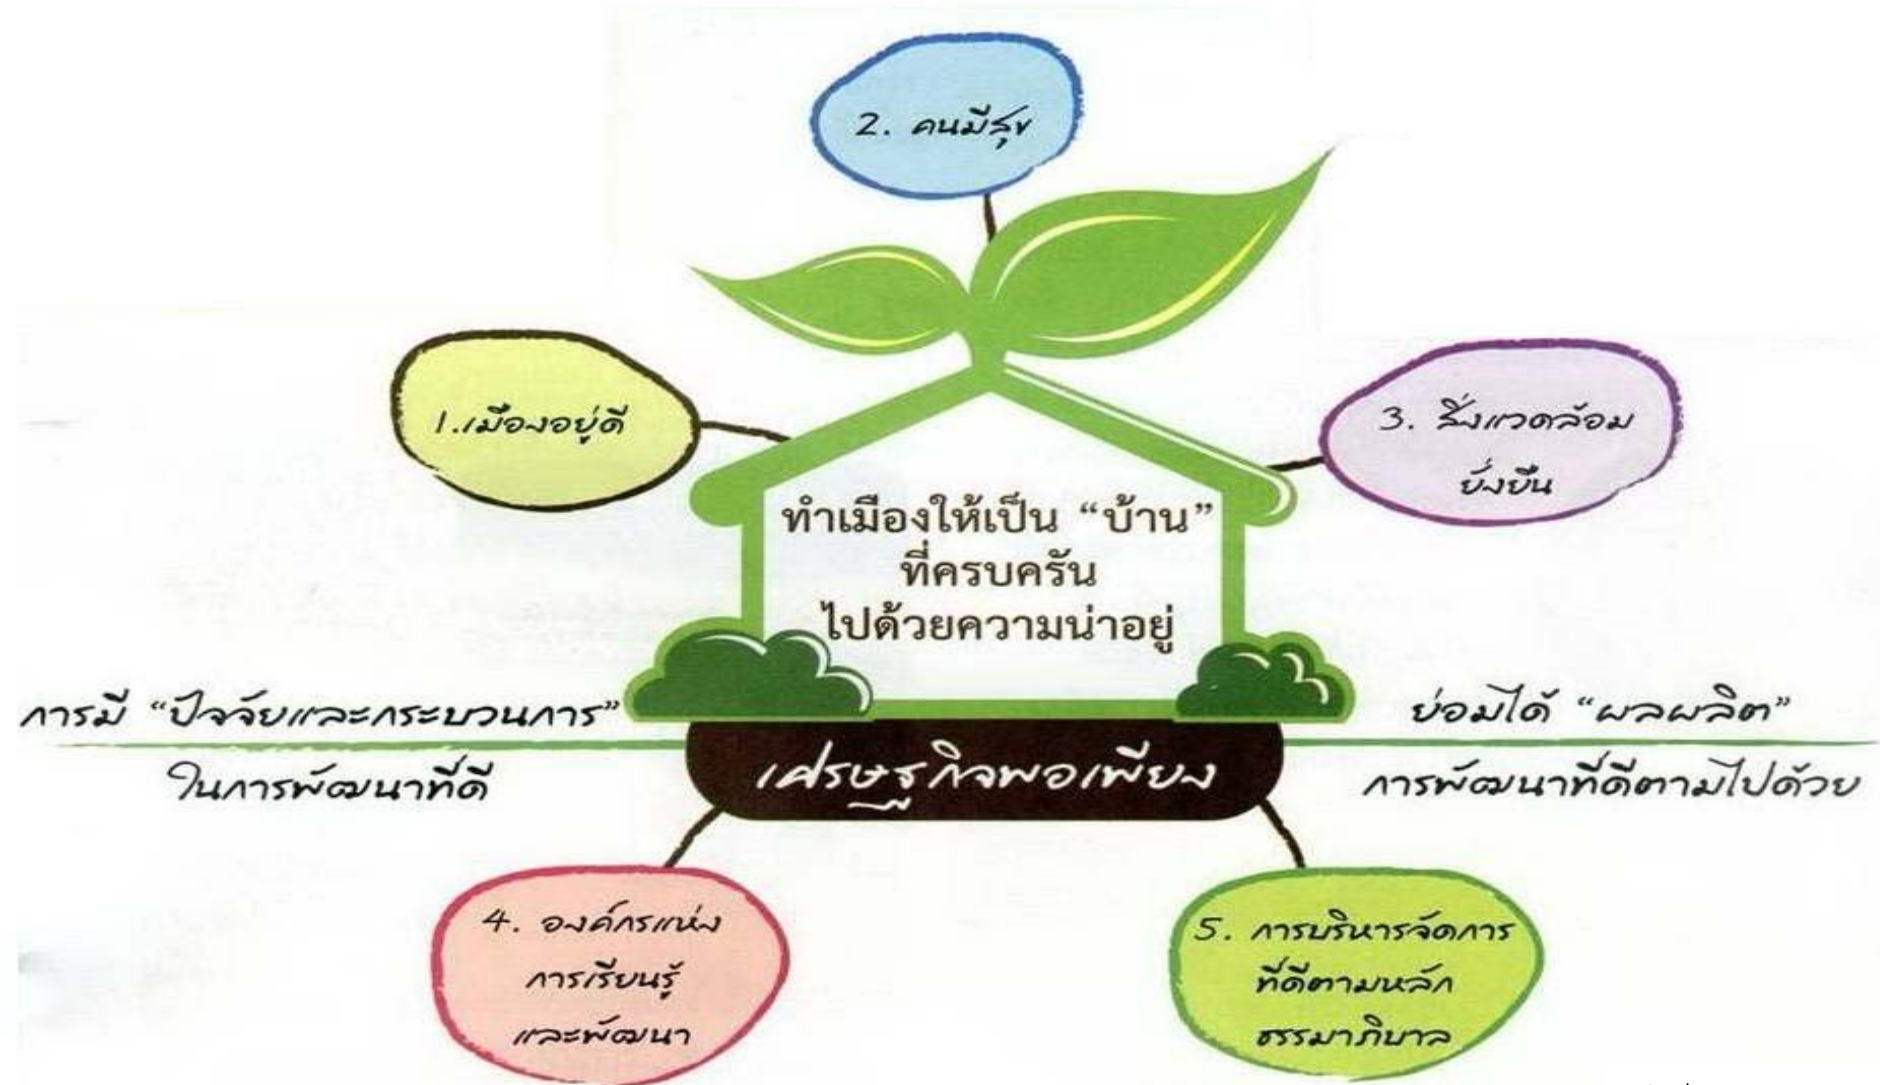 2. คนมีสุข
1.เมืองอยู่ดี
3. สิ่งแวดล้อม
ยั่งยืน
ทำเมืองให้เป็น “บ้าน”
ที่ครบครัน
ไปด้วยความน่าอยู่
การมี “ปัจจัยและกระบวนการ”
ในการพัฒนาที่ดี
ย่อมได้ “ผลผลิต”
การพัฒนาที่ดีตามไปด้วย
เศรษฐกิจพอเพียง
4. องค์กรแห่ง
การเรียนรู้
และพัฒนา
5. การบริหารจัดการ
ที่ดีตามหลัก
ธรรมาภิบาล